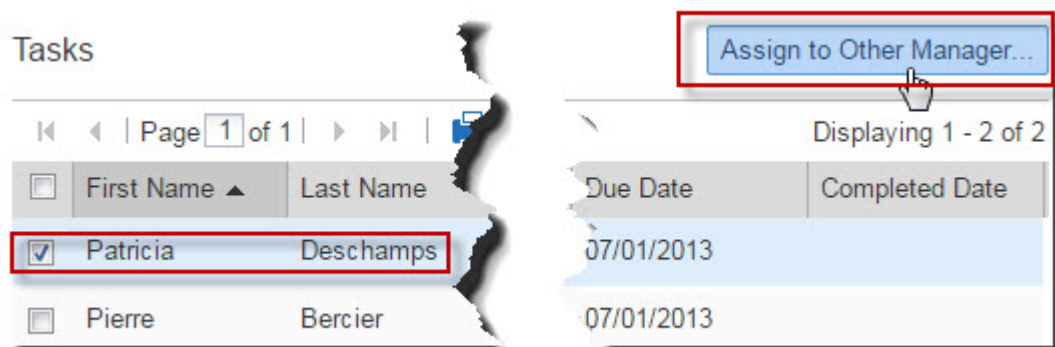 Tasks
Assign to Other Manager...
Page 1 of 1
Displaying 1 - 2 of 2
First Name Last Name Due Date Completed Date
Patricia Deschamps 07/01/2013
Pierre Bercier 07/01/2013